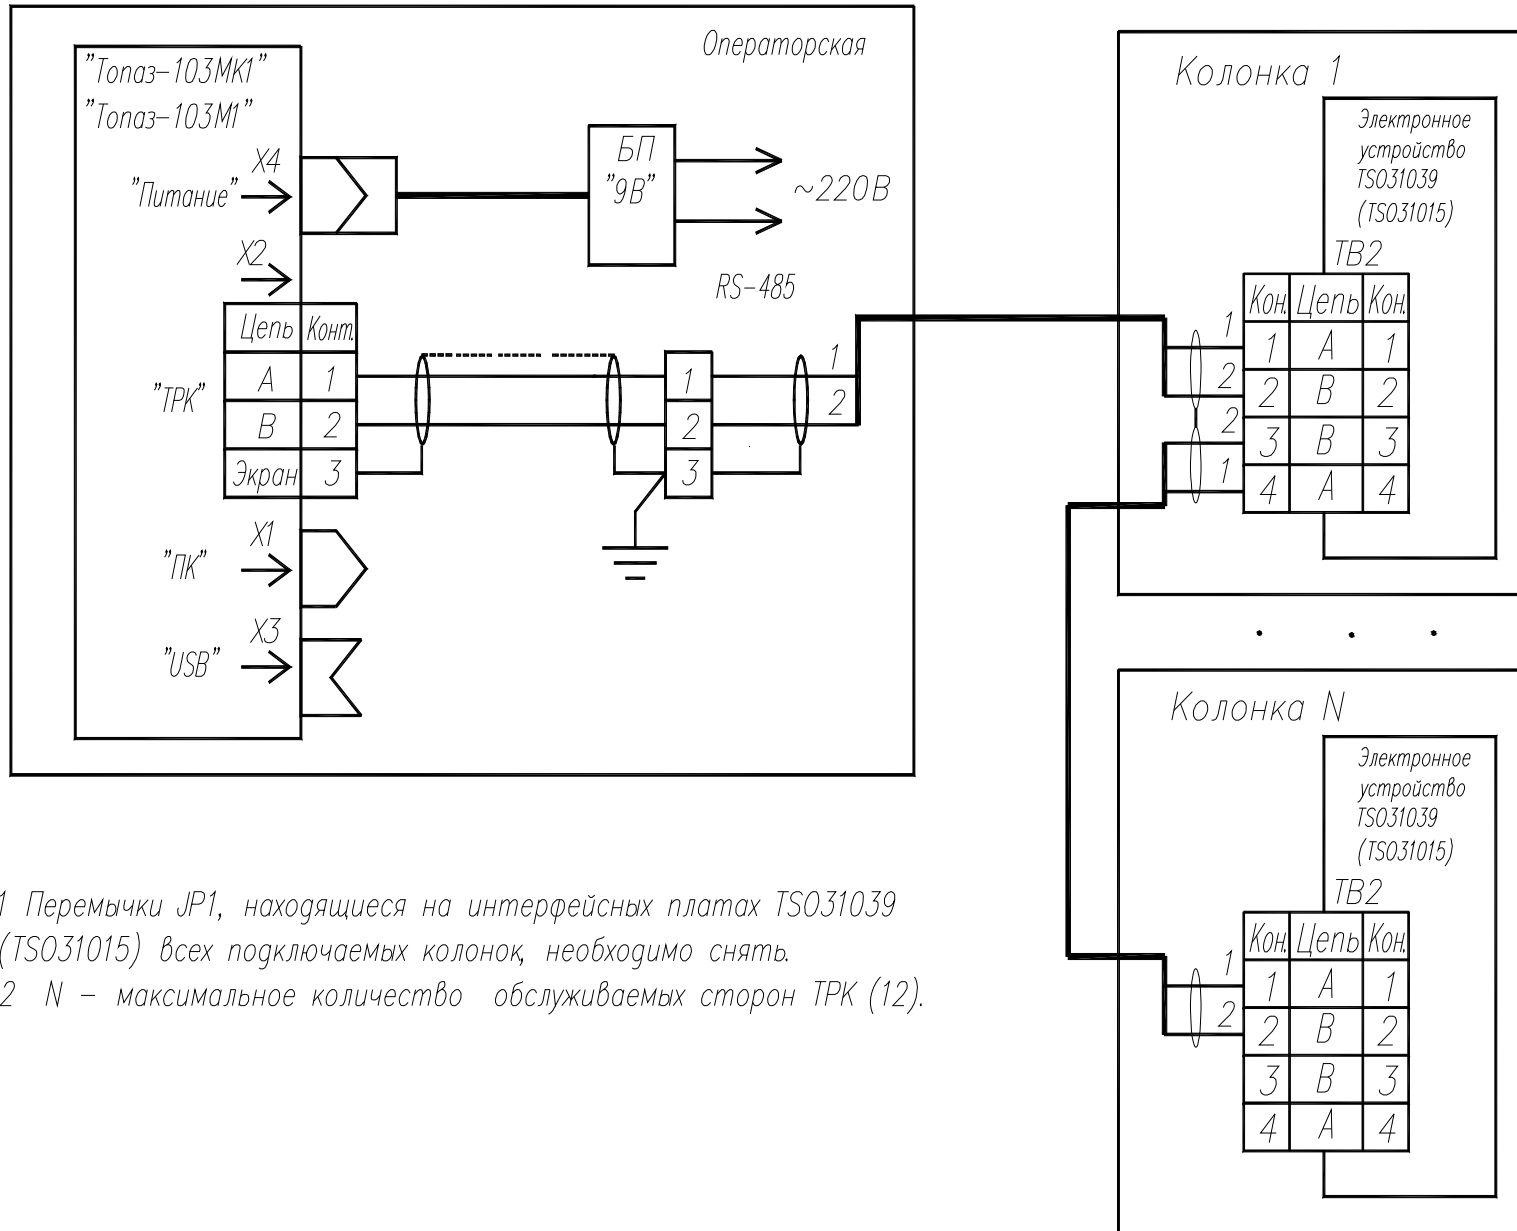 Операторская
"Топаз-103МК1"
"Топаз-103М1"
X4
"Питание"
БП
"9В"
~220В
X2
RS-485
Цепь Конт.
А 1
В 2
Экран 3
"ТРК"
1
2
3
1
2
X1
"ПК"
X3
"USB"
Колонка 1
Электронное
устройство
TS031039
(TS031015)
TB2
Кон. Цепь Кон.
1 1 А 1
2 2 В 2
2 3 В 3
1 4 А 4
. . .
Колонка N
Электронное
устройство
TS031039
(TS031015)
TB2
Кон. Цепь Кон.
1 1 А 1
2 2 В 2
3 В 3
4 А 4
1 Перемычки JP1, находящиеся на интерфейсных платах TS031039
(TS031015) всех подключаемых колонок, необходимо снять.
2 N – максимальное количество обслуживаемых сторон ТРК (12).